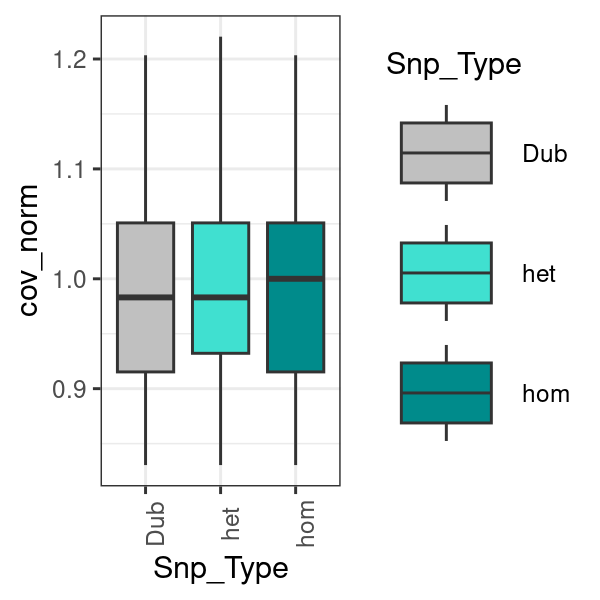 1.2
1.1
1.0
0.9
cov_norm
Dub
het
hom
Snp_Type
Snp_Type
Dub
het
hom